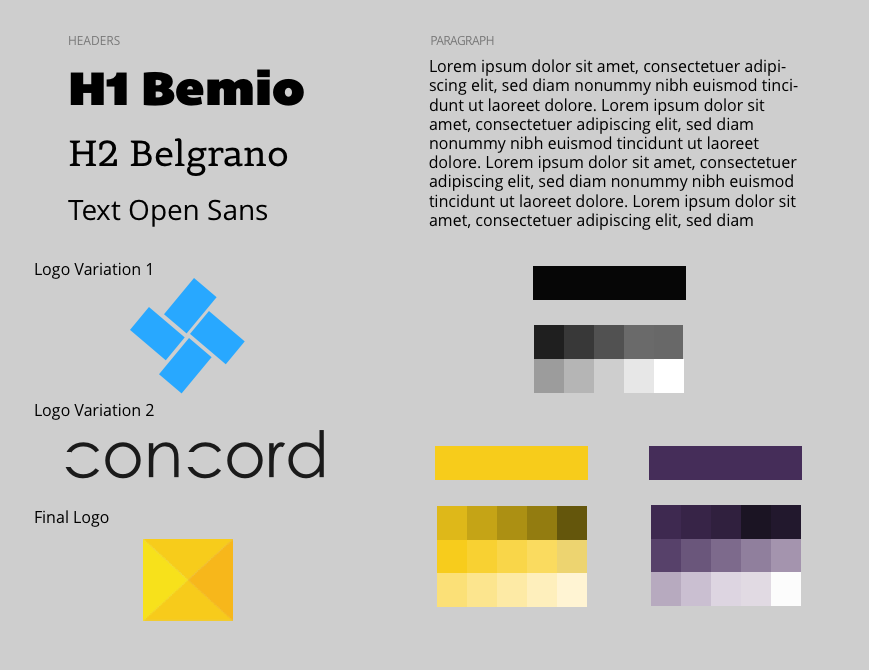 HEADERS
H1 Bemio
H2 Belgrano
Text Open Sans
PARAGRAPH
Lorem ipsum dolor sit amet, consectetuer adipi-
scing elit, sed diam nonummy nibh euismod tinci-
dunt ut laoreet dolore. Lorem ipsum dolor sit
amet, consectetuer adipiscing elit, sed diam
nonummy nibh euismod tincidunt ut laoreet
dolore. Lorem ipsum dolor sit amet, consectetuer
adipiscing elit, sed diam nonummy nibh euismod
tincidunt ut laoreet dolore. Lorem ipsum dolor sit
amet, consectetuer adipiscing elit, sed diam
Logo Variation 1
Logo Variation 2
concord
Final Logo